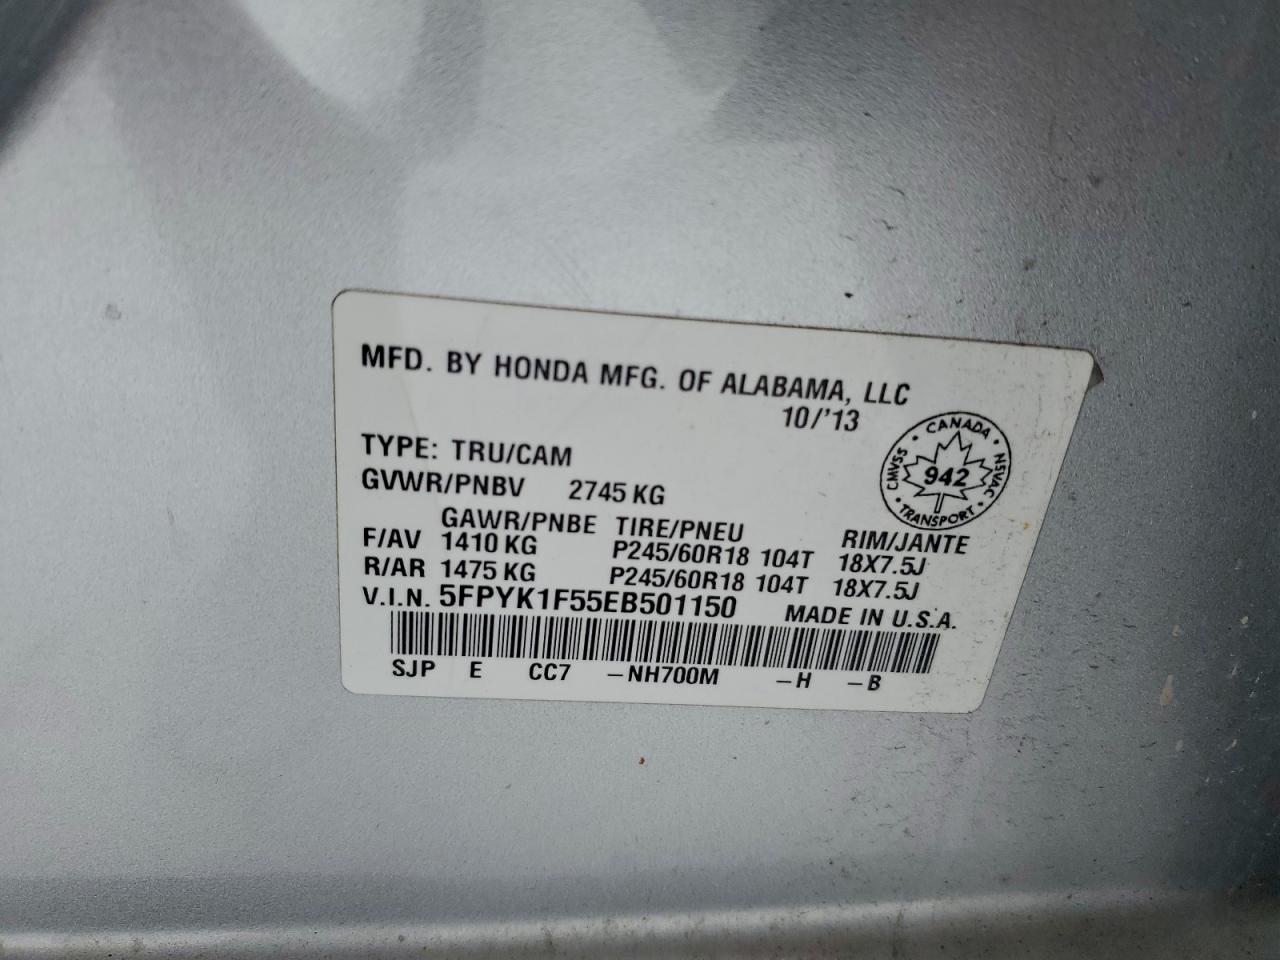 MFD. BY HONDA MFG. OF ALABAMA, LLC
10/'13
TYPE: TRU/CAM
GVWR/PNBV 2745 KG
GAWR/PNBE TIRE/PNEU RIM/JANTE
F/AV 1410 KG P245/60R18 104T 18X7.5J
R/AR 1475 KG P245/60R18 104T 18X7.5J
V.I.N. 5FPYK1F55EB501150 MADE IN U.S.A.
SJP E CC7 -NH700M -H -B
CANADA
CMVSS 942 NSVAC
TRANSPORT